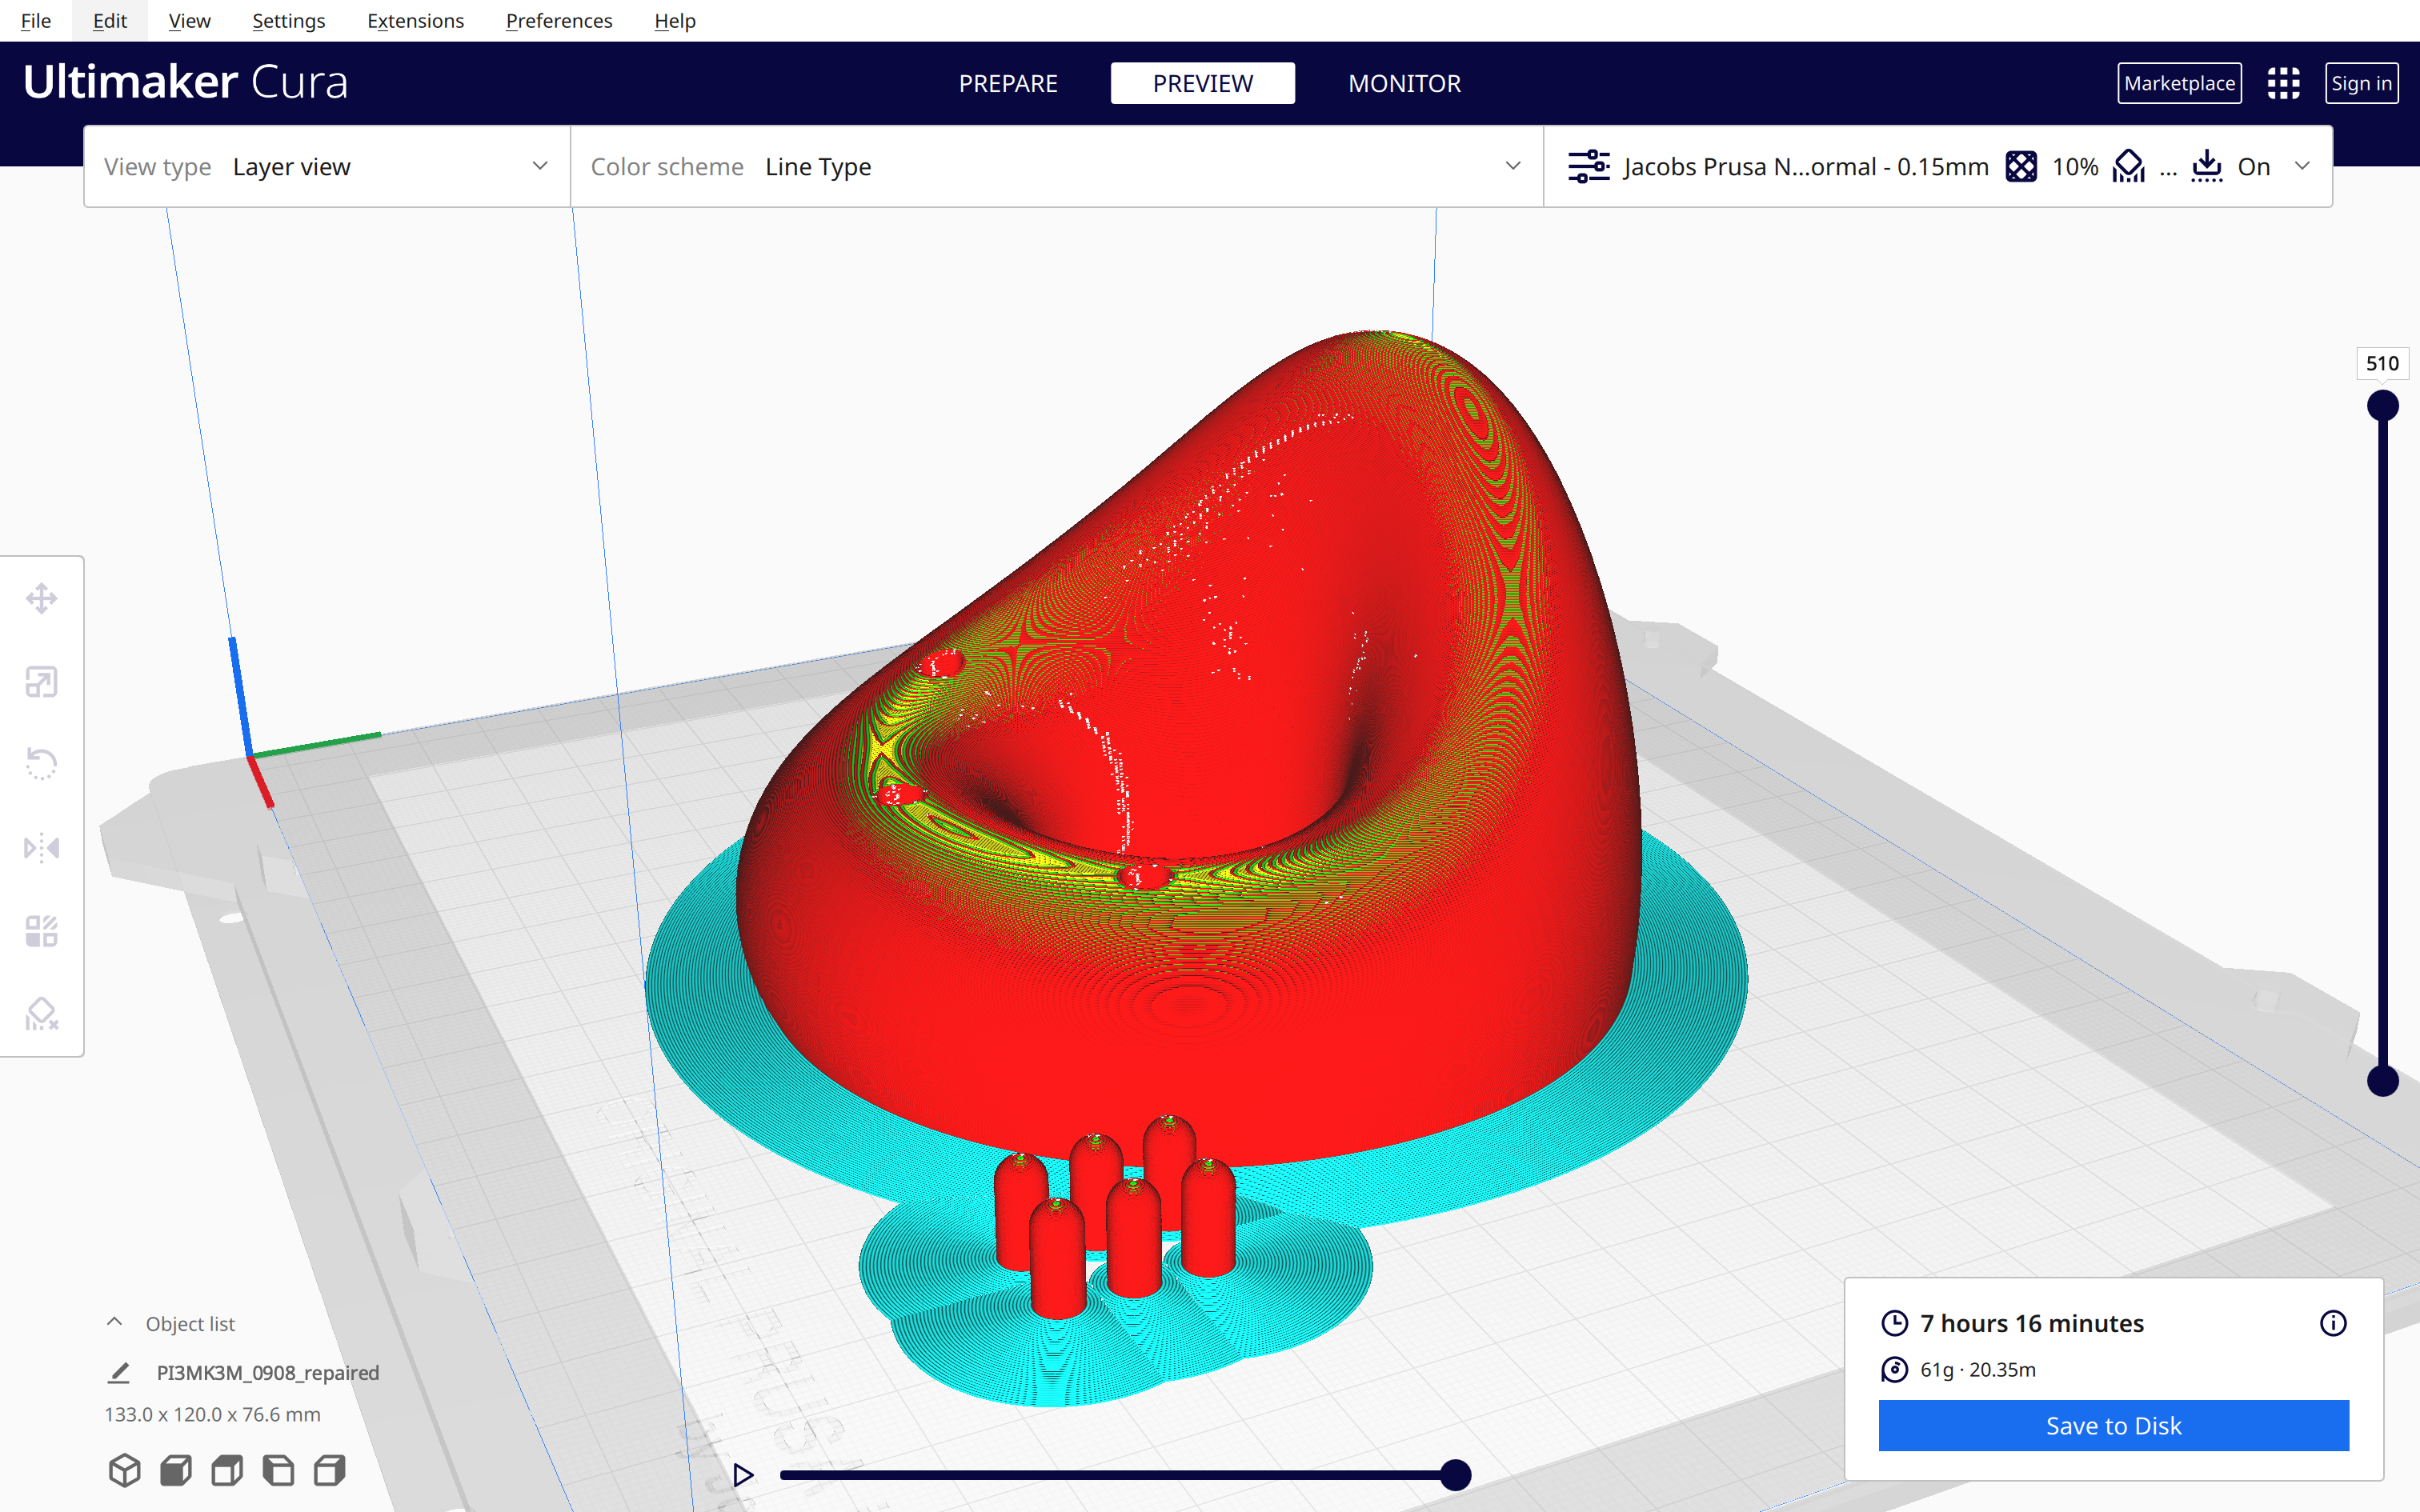 File Edit View Settings Extensions Preferences Help
Ultimaker Cura PREPARE PREVIEW MONITOR Marketplace Sign in
View type Layer view Color scheme Line Type Jacobs Prusa N...ormal - 0.15mm 10% ... On
510
Object list
PI3MK3M_0908_repaired
133.0 x 120.0 x 76.6 mm
7 hours 16 minutes
61g · 20.35m
Save to Disk